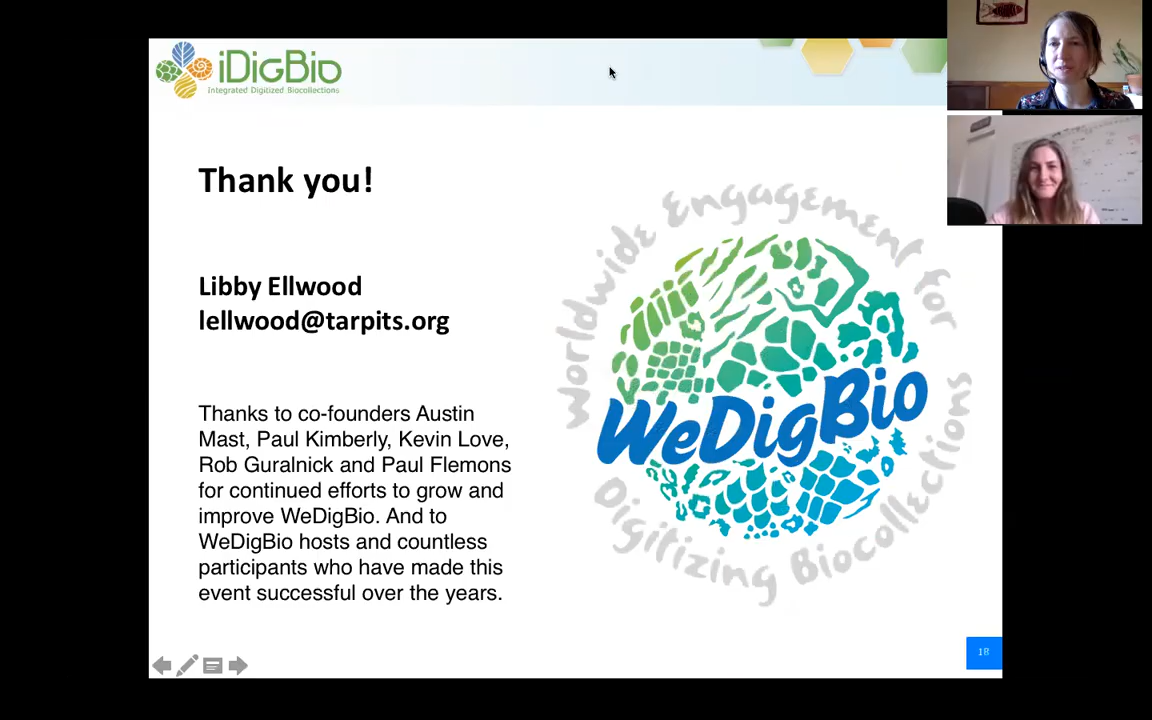 iDigBio
Integrated Digitized Biocollections
Thank you!
Libby Ellwood
lellwood@tarpits.org
Thanks to co-founders Austin
Mast, Paul Kimberly, Kevin Love,
Rob Guralnick and Paul Flemons
for continued efforts to grow and
improve WeDigBio. And to
WeDigBio hosts and countless
participants who have made this
event successful over the years.
Worldwide Engagement for
WeDigBio
Digitizing Biocollections
18